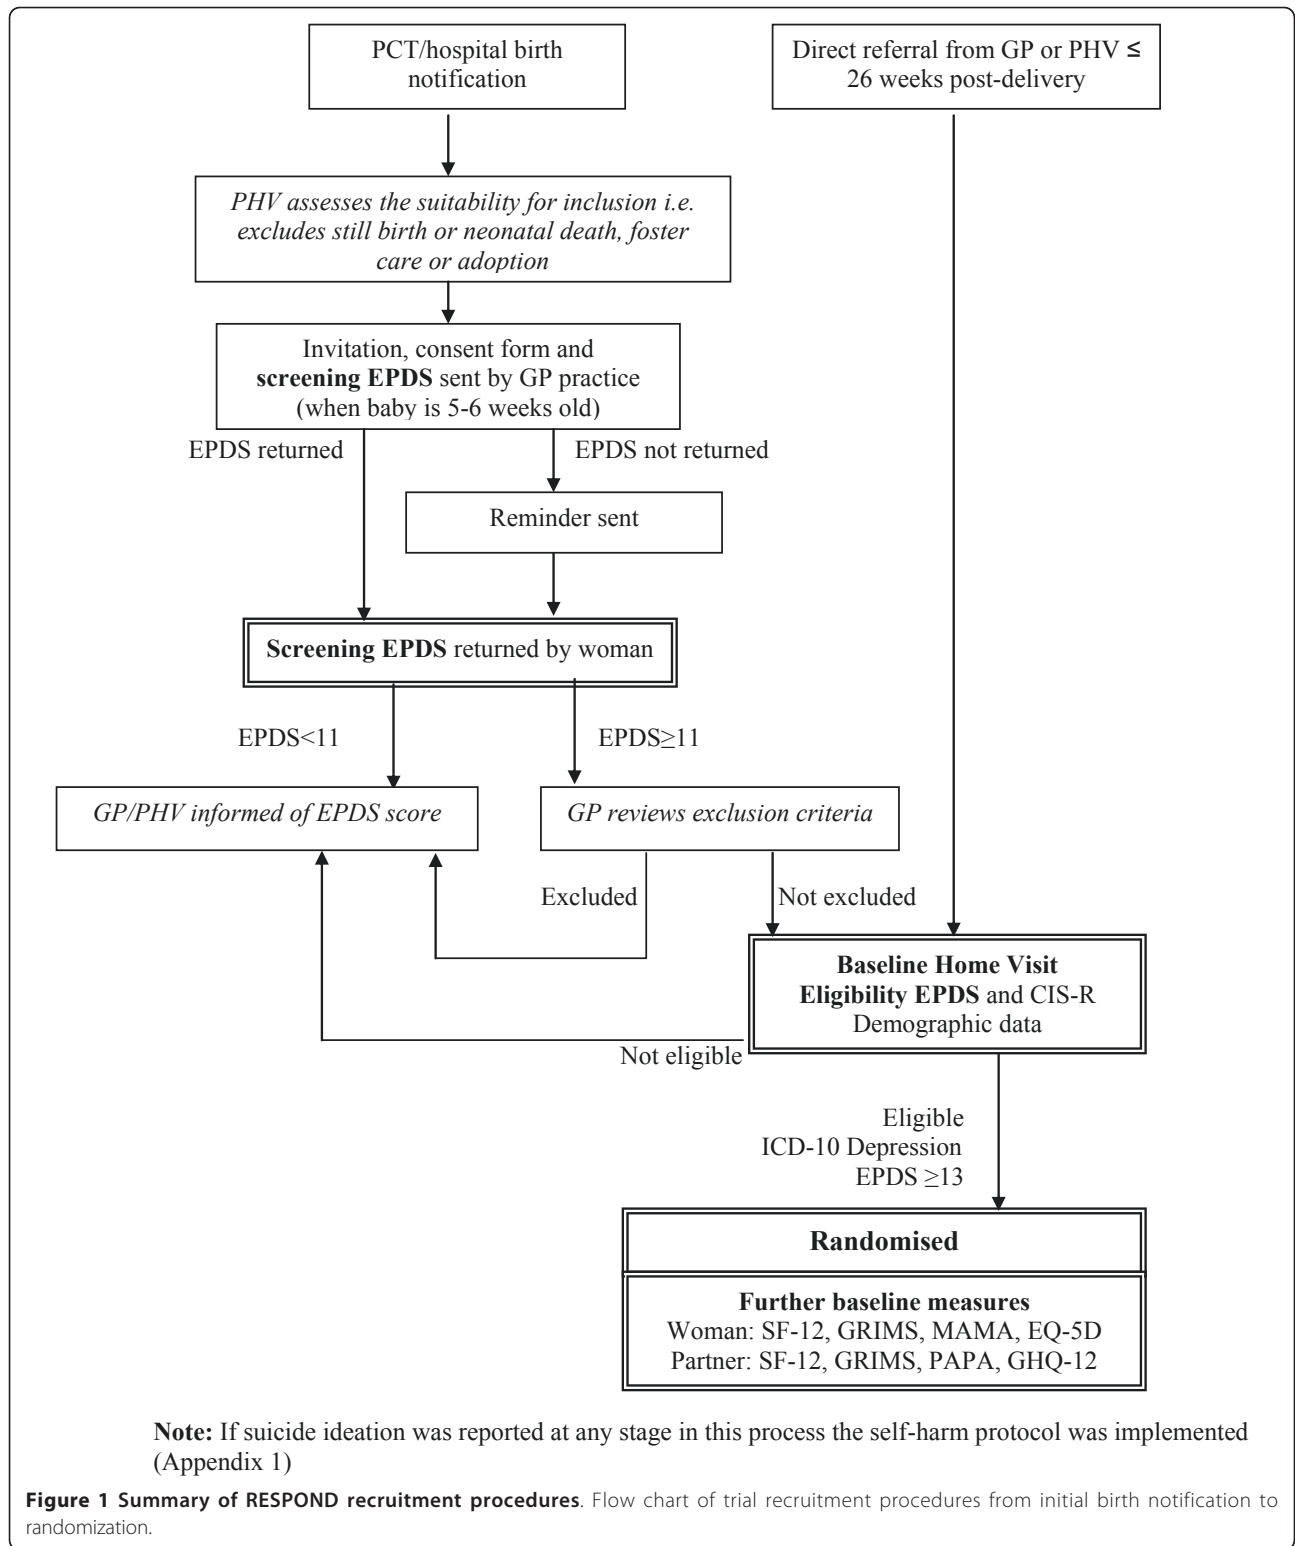 PCT/hospital birth
notification
Direct referral from GP or PHV ≤
26 weeks post-delivery
PHV assesses the suitability for inclusion i.e.
excludes still birth or neonatal death, foster
care or adoption
Invitation, consent form and
screening EPDS sent by GP practice
(when baby is 5-6 weeks old)
EPDS returned
EPDS not returned
Reminder sent
Screening EPDS returned by woman
EPDS<11
EPDS≥11
GP/PHV informed of EPDS score
GP reviews exclusion criteria
Excluded
Not excluded
Baseline Home Visit
Eligibility EPDS and CIS-R
Demographic data
Not eligible
Eligible
ICD-10 Depression
EPDS ≥13
Randomised
Further baseline measures
Woman: SF-12, GRIMS, MAMA, EQ-5D
Partner: SF-12, GRIMS, PAPA, GHQ-12
Note: If suicide ideation was reported at any stage in this process the self-harm protocol was implemented
(Appendix 1)
Figure 1 Summary of RESPOND recruitment procedures. Flow chart of trial recruitment procedures from initial birth notification to
randomization.